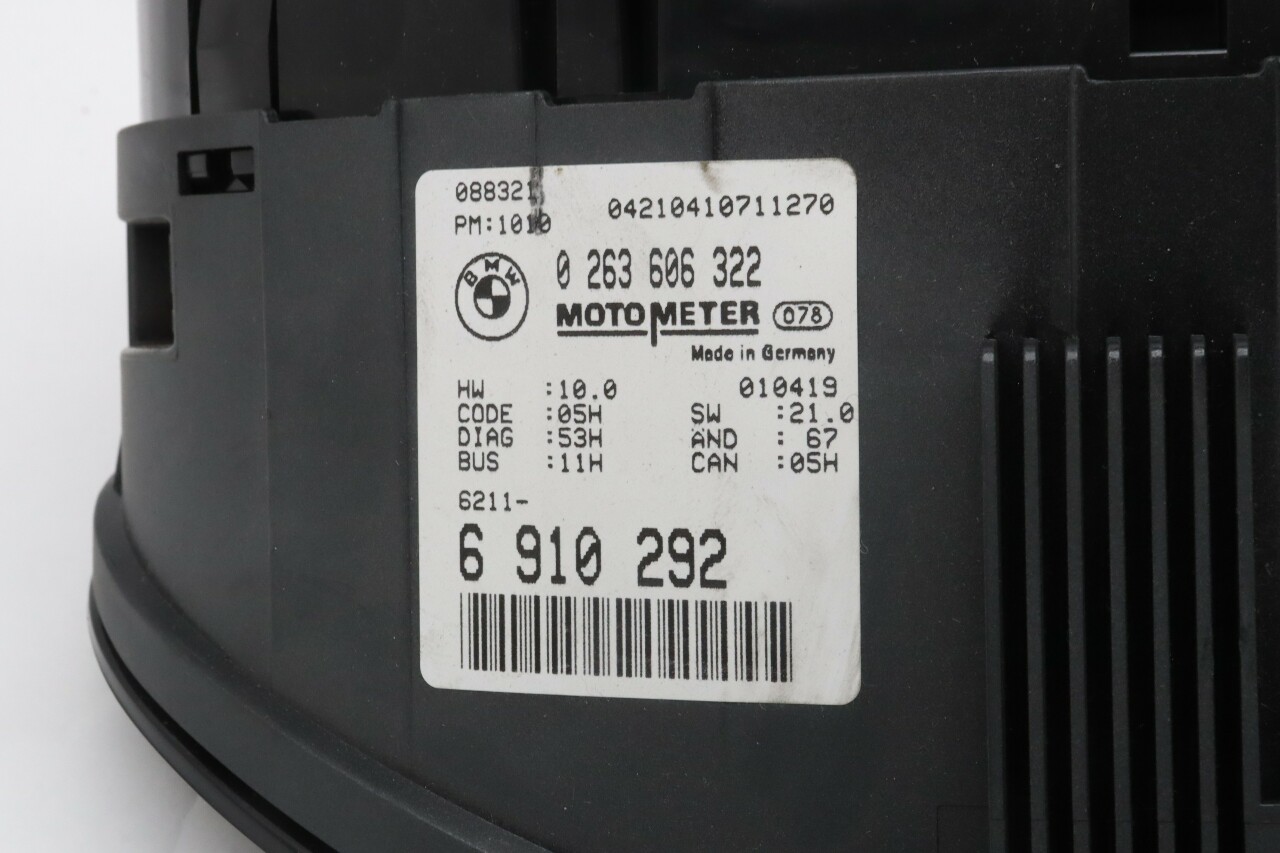 088321
PM:1010
04210410711270
BMW
0 263 606 322
MOTOMETER 078
Made in Germany
HW :10.0 010419
CODE :05H SW :21.0
DIAG :53H ÄND : 67
BUS :11H CAN :05H
6211-
6 910 292